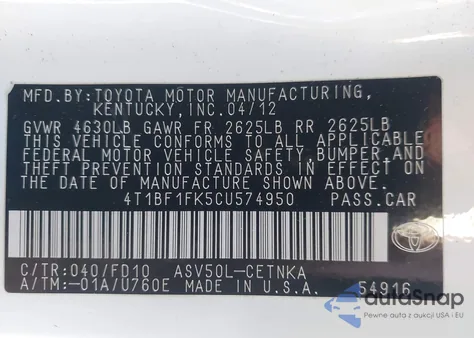 MFD.BY:TOYOTA MOTOR MANUFACTURING,
KENTUCKY,INC.04/12
GVWR 4630LB GAWR FR 2625LB RR 2625LB
THIS VEHICLE CONFORMS TO ALL APPLICABLE
FEDERAL MOTOR VEHICLE SAFETY,BUMPER,AND
THEFT PREVENTION STANDARDS IN EFFECT ON
THE DATE OF MANUFACTURE SHOWN ABOVE.
4T1BF1FK5CU574950 PASS.CAR
TOYOTA
C/TR:040/FD10 ASV50L-CETNKA
A/TM:-01A/U760E MADE IN U.S.A. 54916
autaSnap
Pewne auta z aukcji USA i EU